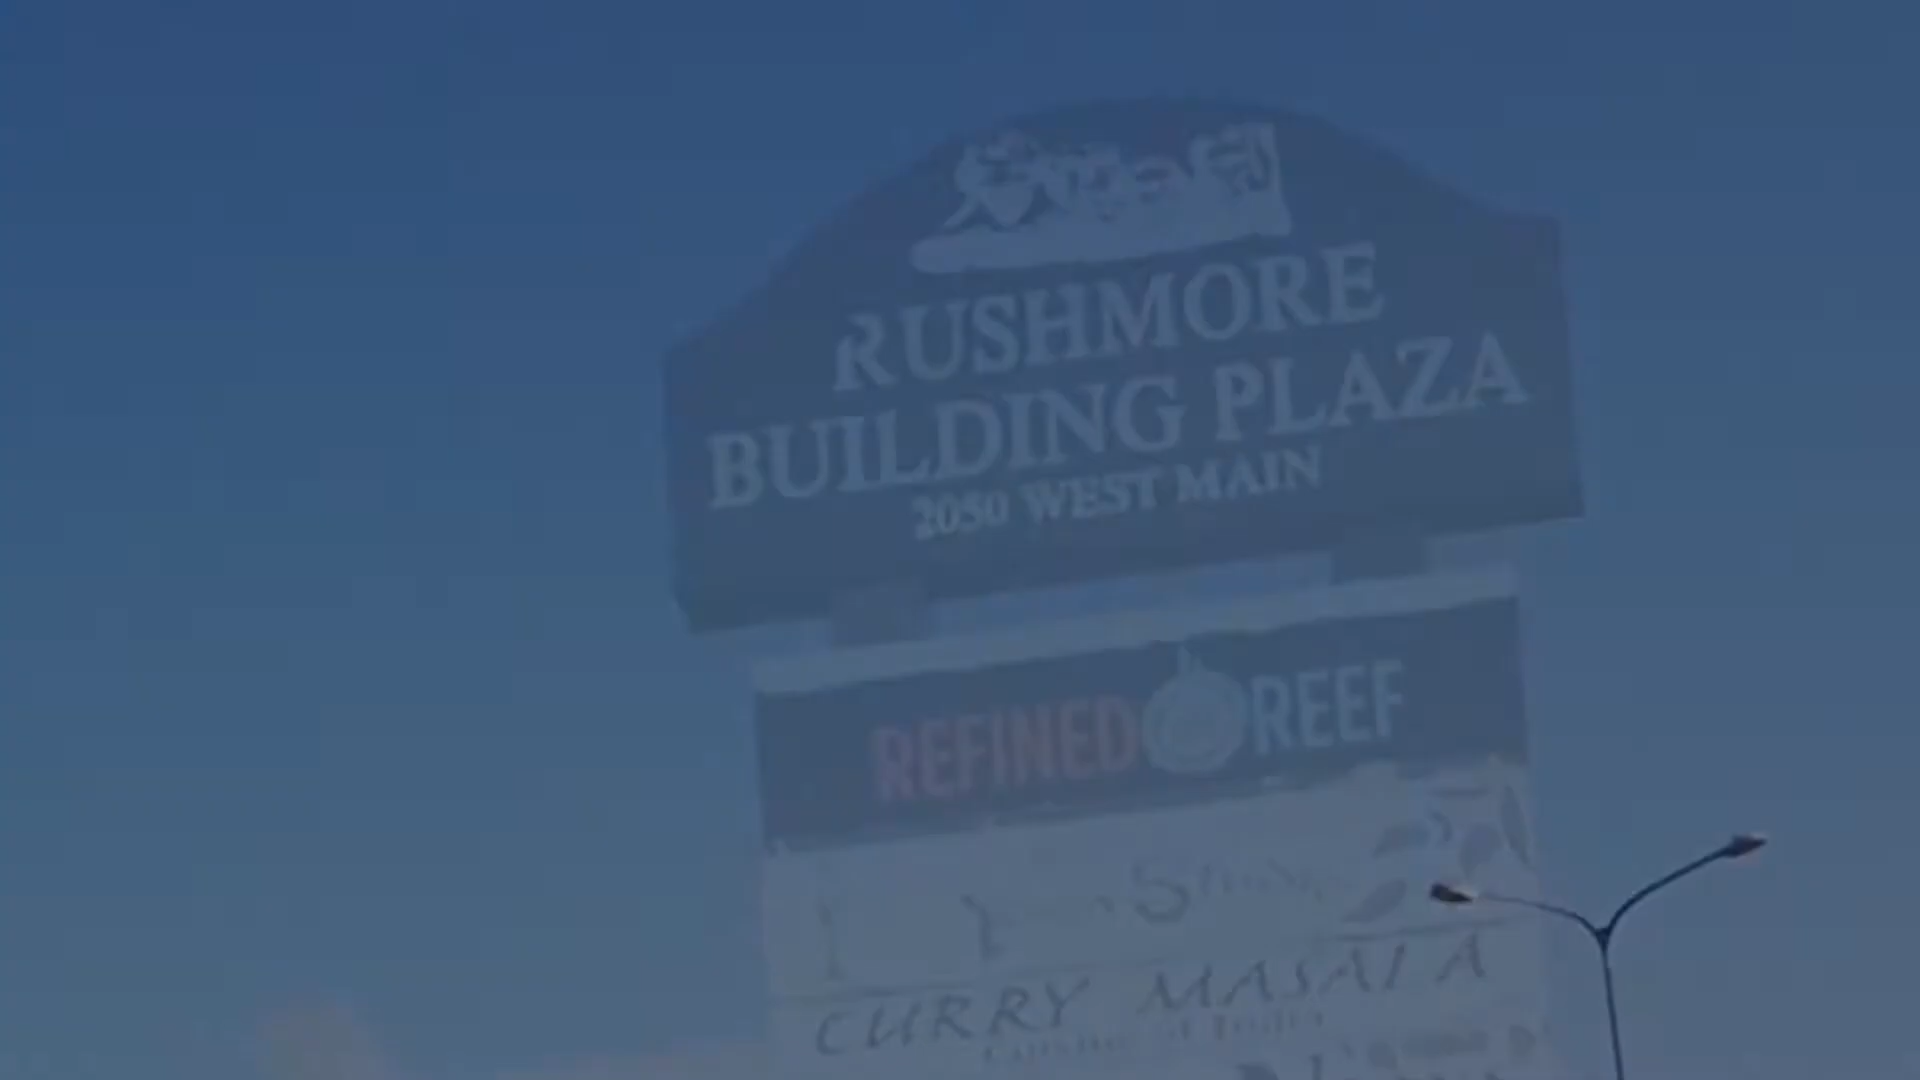 RUSHMORE
BUILDING PLAZA
2050 WEST MAIN
REFINED REEF
CURRY MASALA